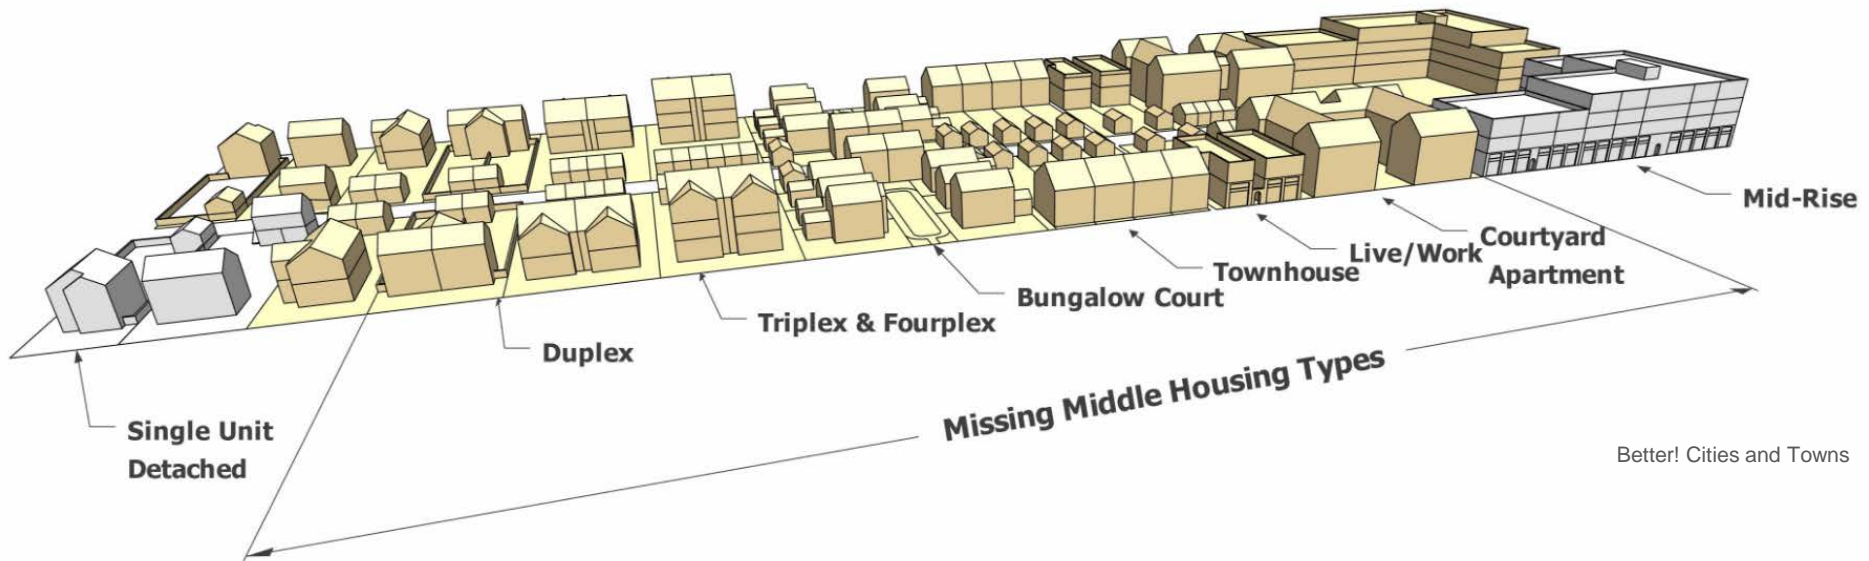 Single Unit
Detached
Duplex
Triplex & Fourplex
Bungalow Court
Townhouse
Live/Work
Courtyard
Apartment
Mid-Rise
Missing Middle Housing Types
Better! Cities and Towns